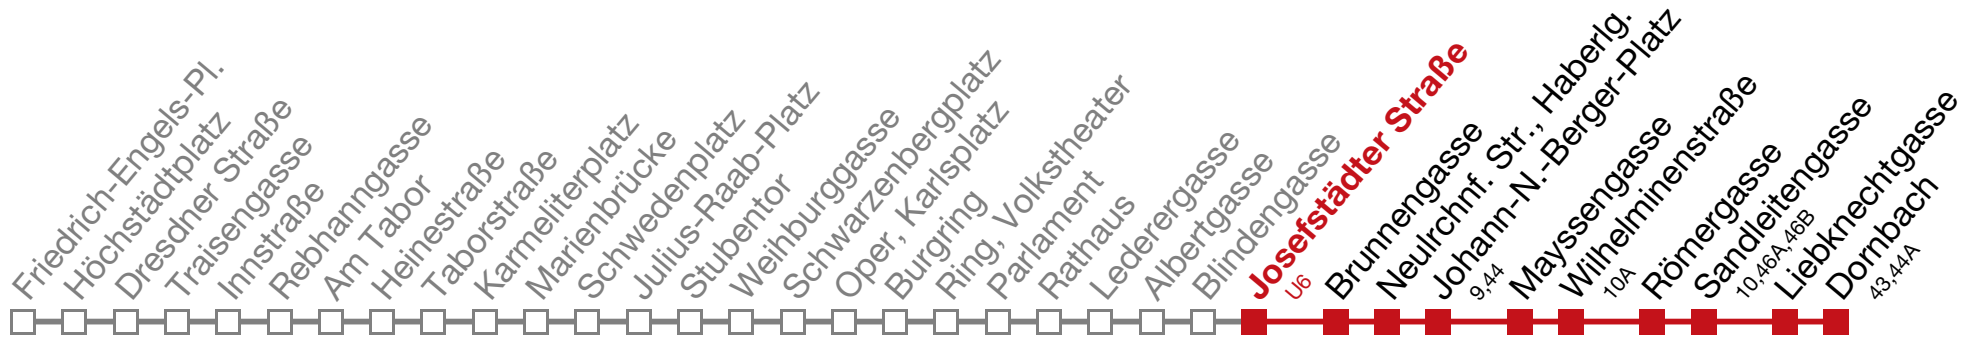 Friedrich-Engels-Pl.
Höchstädtplatz
Dresdner Straße
Traisengasse
Innstraße
Rebhanngasse
Am Tabor
Heinestraße
Taborstraße
Karmeliterplatz
Marienbrücke
Schwedenplatz
Julius-Raab-Platz
Stubentor
Weihburggasse
Schwarzenbergplatz
Oper, Karlsplatz
Burgring
Ring, Volkstheater
Parlament
Rathaus
Lederergasse
Albertgasse
Blindengasse
Josefstädter Straße
U6
Brunnengasse
Neulrchnf. Str., Haberlg.
Johann-N.-Berger-Platz
9,44
Mayssengasse
Wilhelminenstraße
10A
Römergasse
Sandleitengasse
10,46A,46B
Liebknechtgasse
Dornbach
43,44A